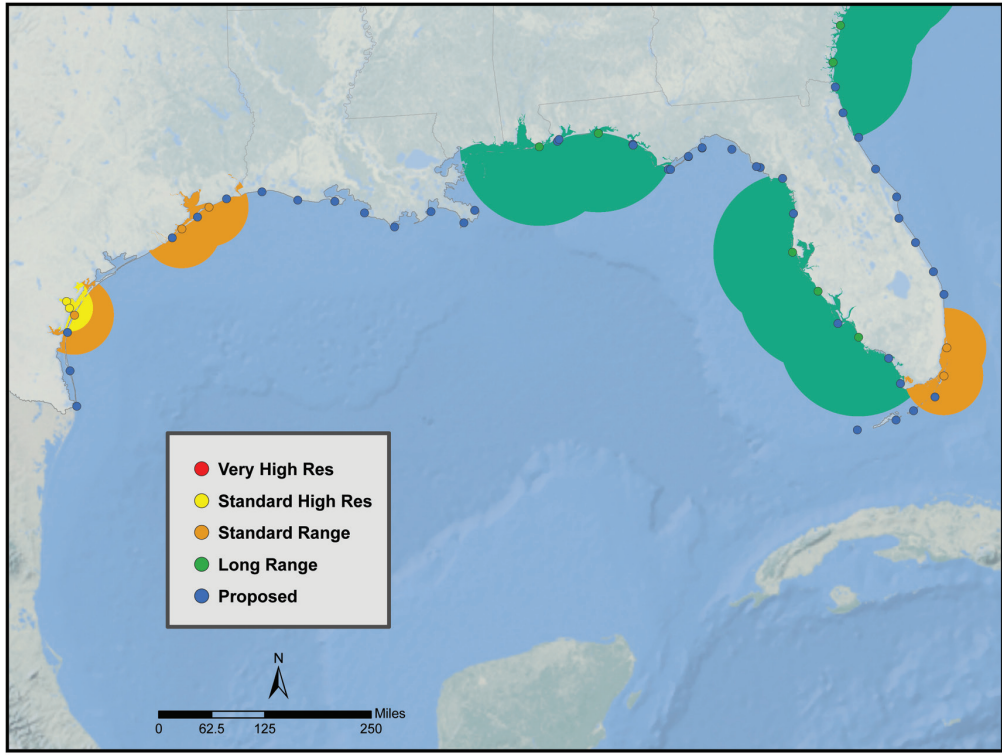 Very High Res
Standard High Res
Standard Range
Long Range
Proposed
N
Miles
0 62.5 125 250